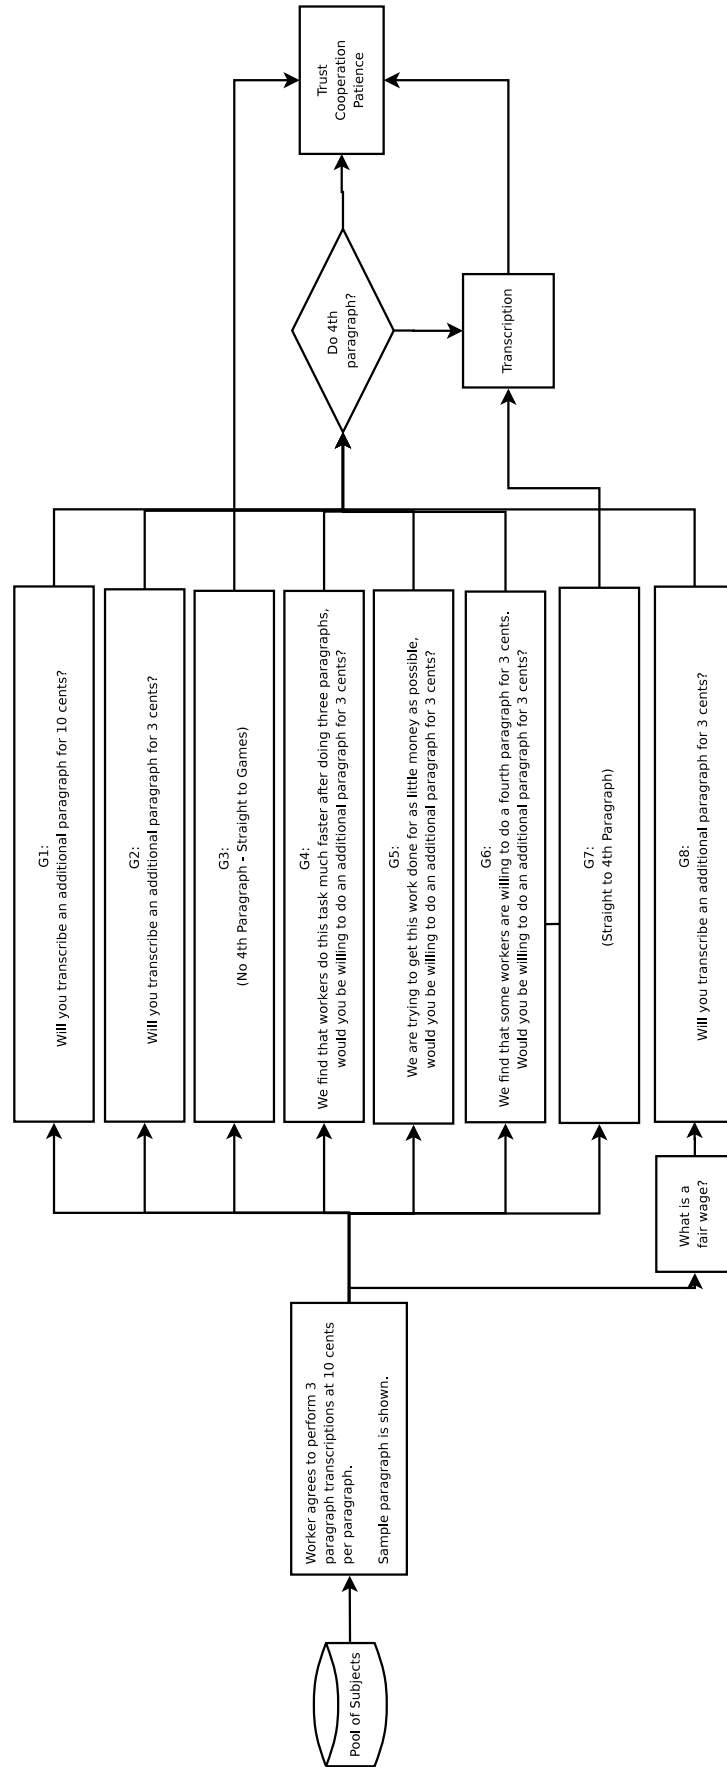 Pool of Subjects
Worker agrees to perform 3
paragraph transcriptions at 10 cents
per paragraph.
Sample paragraph is shown.
What is a
fair wage?
G1:
Will you transcribe an additional paragraph for 10 cents?
G2:
Will you transcribe an additional paragraph for 3 cents?
G3:
(No 4th Paragraph - Straight to Games)
G4:
We find that workers do this task much faster after doing three paragraphs,
would you be willing to do an additional paragraph for 3 cents?
G5:
We are trying to get this work done for as little money as possible,
would you be willing to do an additional paragraph for 3 cents?
G6:
We find that some workers are willing to do a fourth paragraph for 3 cents.
Would you be willing to do an additional paragraph for 3 cents?
G7:
(Straight to 4th Paragraph)
G8:
Will you transcribe an additional paragraph for 3 cents?
Do 4th
paragraph?
Transcription
Trust
Cooperation
Patience